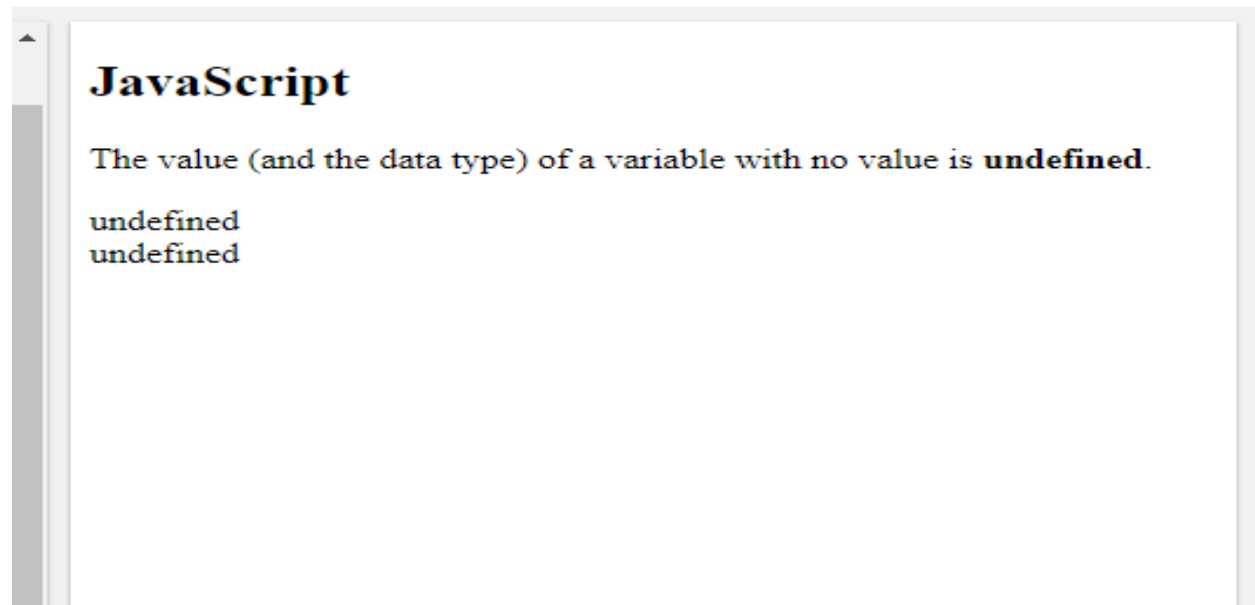 JavaScript
The value (and the data type) of a variable with no value is undefined.
undefined
undefined